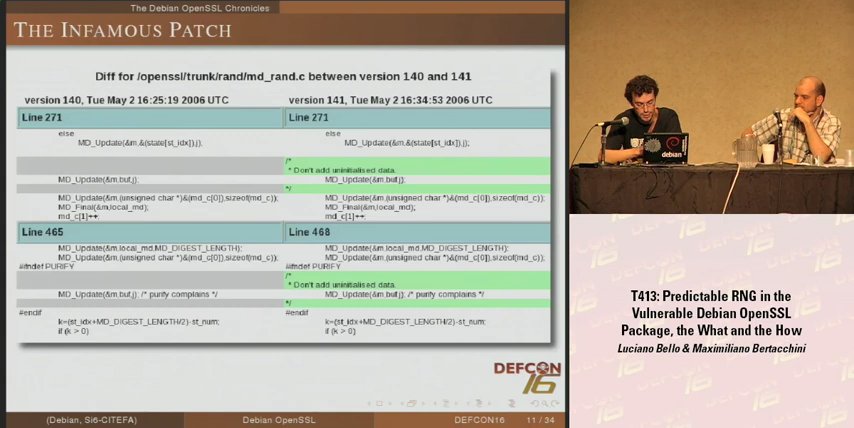 The Debian OpenSSL Chronicles
THE INFAMOUS PATCH
Diff for /openssl/trunk/rand/md_rand.c between version 140 and 141
version 140, Tue May 2 16:25:19 2006 UTC
version 141, Tue May 2 16:34:53 2006 UTC
Line 271
Line 271
else
else
MD_Update(&m,&(state[st_idx]),j);
MD_Update(&m,&(state[st_idx]),j);
/*
* Don't add uninitialised data.
MD_Update(&m,buf,j);
MD_Update(&m,buf,j);
*/
MD_Update(&m,(unsigned char *)&(md_c[0]),sizeof(md_c));
MD_Update(&m,(unsigned char *)&(md_c[0]),sizeof(md_c));
MD_Final(&m,local_md);
MD_Final(&m,local_md);
md_c[1]++;
md_c[1]++;
Line 465
Line 468
MD_Update(&m,local_md,MD_DIGEST_LENGTH);
MD_Update(&m,local_md,MD_DIGEST_LENGTH);
MD_Update(&m,(unsigned char *)&(md_c[0]),sizeof(md_c));
MD_Update(&m,(unsigned char *)&(md_c[0]),sizeof(md_c));
#ifndef PURIFY
#ifndef PURIFY
/*
* Don't add uninitialised data.
MD_Update(&m,buf,j); /* purify complains */
MD_Update(&m,buf,j); /* purify complains */
*/
#endif
#endif
k=(st_idx+MD_DIGEST_LENGTH/2)-st_num;
k=(st_idx+MD_DIGEST_LENGTH/2)-st_num;
if (k > 0)
if (k > 0)
DEFCON
16
(Debian, Si6-CITEFA)
Debian OpenSSL
DEFCON16
11 / 34
debian
T413: Predictable RNG in the
Vulnerable Debian OpenSSL
Package, the What and the How
Luciano Bello & Maximiliano Bertacchini